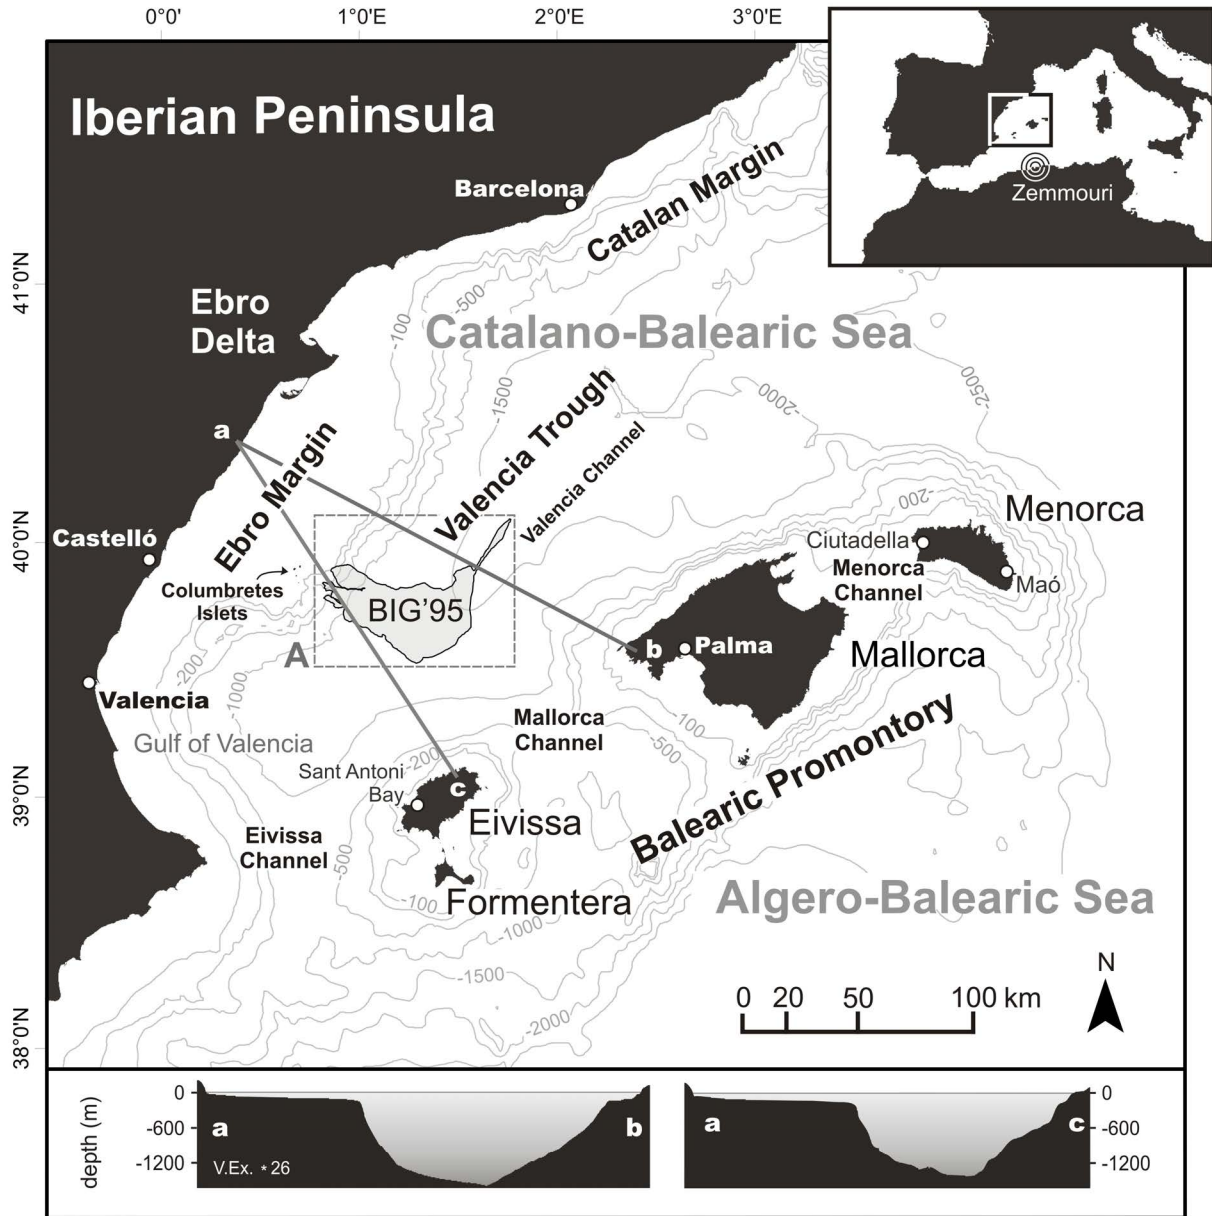 0°0'
1°0'E
2°0'E
3°0'E
Iberian Peninsula
Barcelona
Catalan Margin
Zemmouri
41°0'N
Ebro
Delta
-500
-100
Catalano-Balearic Sea
-1500
-2000
-2500
Valencia Trough
Valencia Channel
a
Ebro Margin
-200
Menorca
40°0'N
Castelló
Ciutadella
Menorca
Channel
Maó
Columbretes
Islets
BIG'95
A
b
Palma
Mallorca
-200
-1000
Valencia
Gulf of Valencia
Mallorca
Channel
-100
-500
Balearic Promontory
-200
Sant Antoni
Bay
c
39°0'N
Eivissa
Eivissa
Channel
-500
-100
Formentera
Algero-Balearic Sea
-1000
-1500
-2000
N
0 20 50 100 km
38°0'N
depth (m)
0
-600
-1200
a
b
V.Ex. *26
a
c
0
-600
-1200